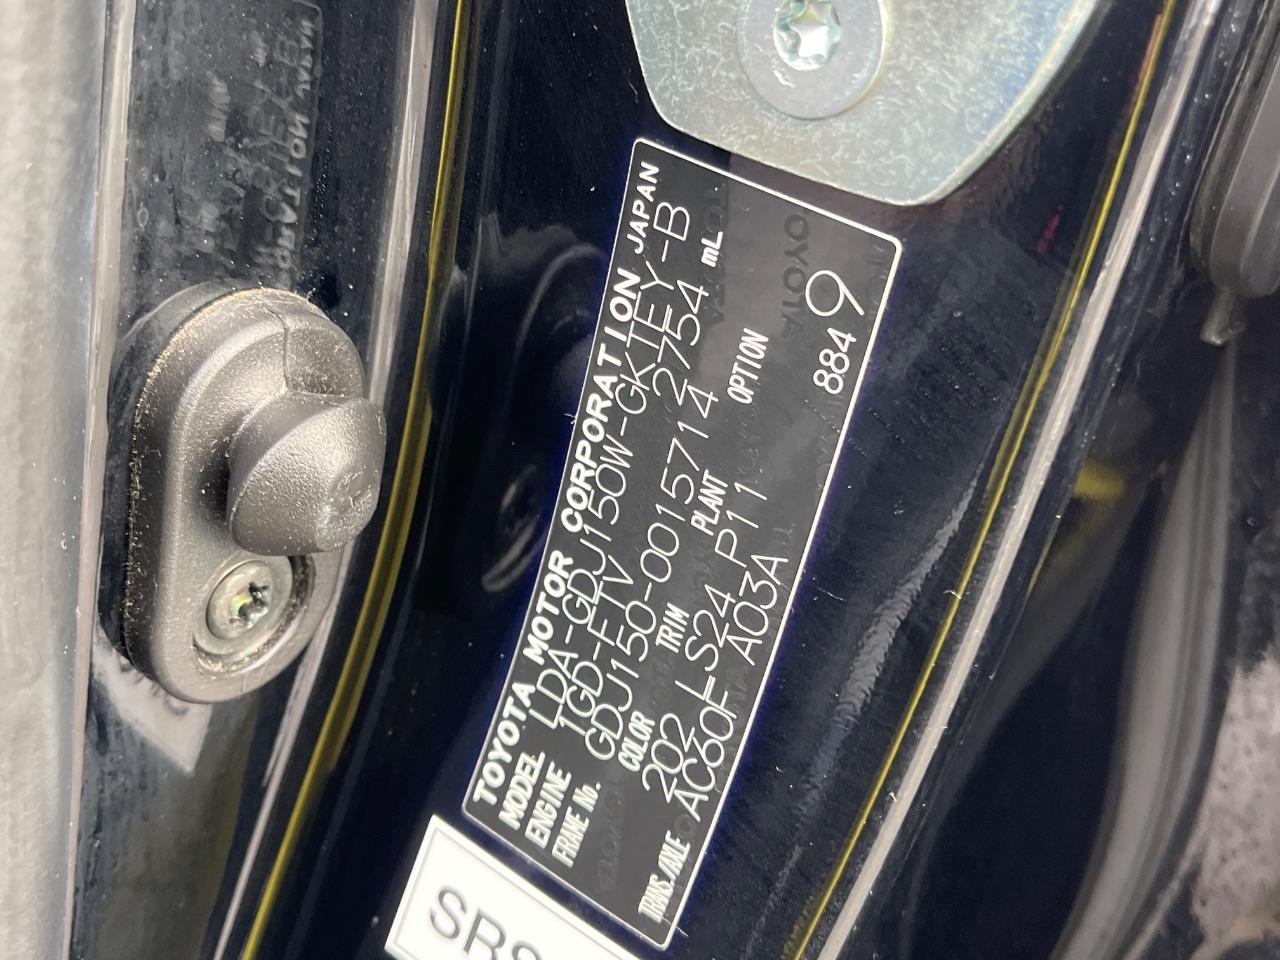 TOYOTA MOTOR CORPORATION JAPAN
MODEL LDA-GDJ150W-GKTEY-B
ENGINE 1GD-FTV 2754 mL
FRAME No. GDJ150-0015714
COLOR TRIM PLANT OPTION
202 LS24 P11
TRANS./AXLE AC60F A03A
8849
TOYOTA